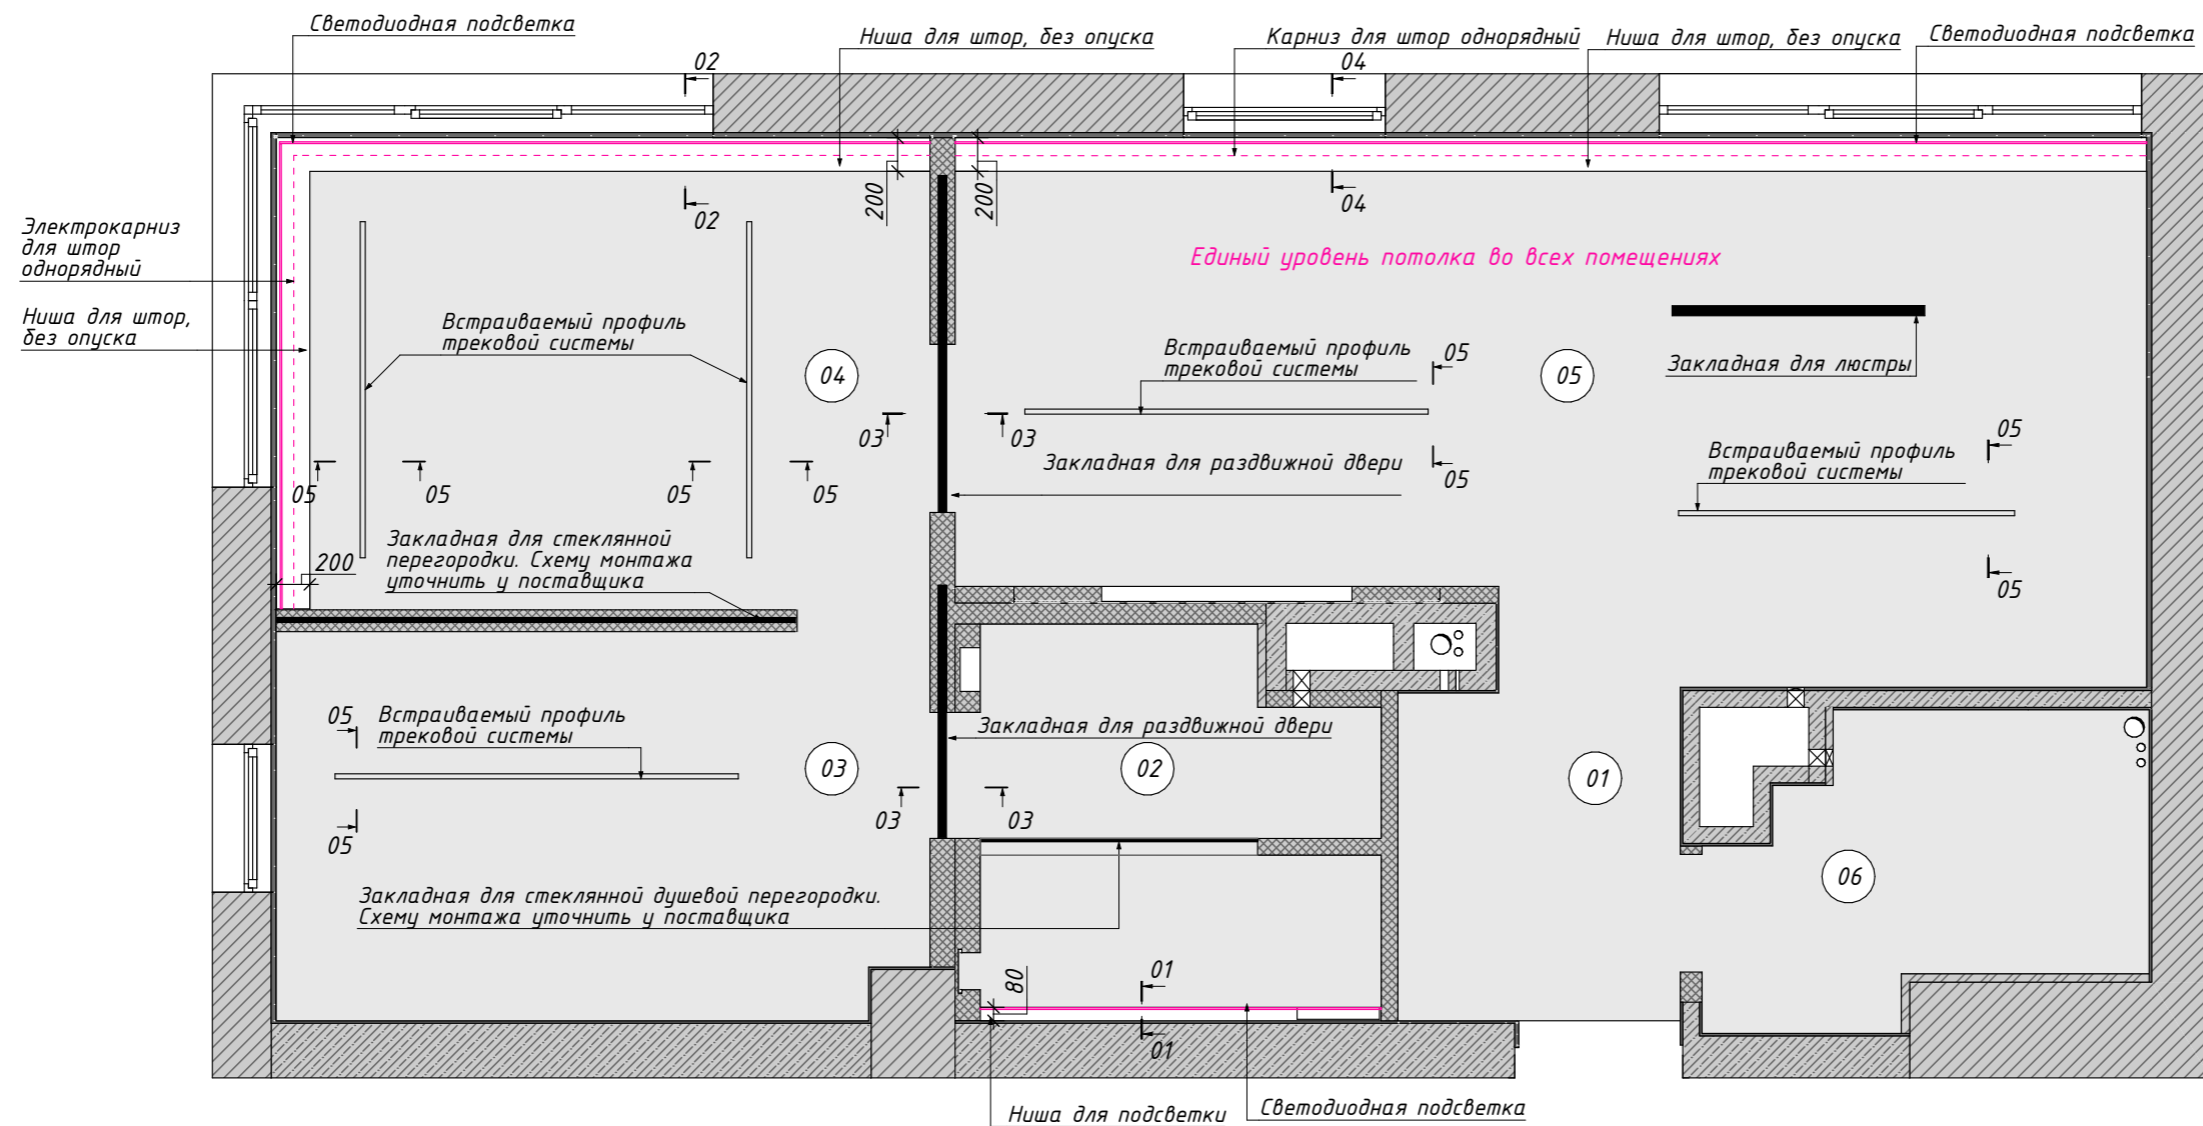 Светодиодная подсветка
Ниша для штор, без опуска
Карниз для штор однорядный
Ниша для штор, без опуска
Светодиодная подсветка
02
04
200
200
02
04
Электрокарниз
для штор
однорядный
Единый уровень потолка во всех помещениях
Ниша для штор,
без опуска
Встраиваемый профиль
трековой системы
Встраиваемый профиль
трековой системы
05
Закладная для люстры
04
05
03
03
05
Встраиваемый профиль
трековой системы
Закладная для раздвижной двери
05
05
05
05
05
05
Закладная для стеклянной
перегородки. Схему монтажа
уточнить у поставщика
200
05
05
Встраиваемый профиль
трековой системы
Закладная для раздвижной двери
03
02
01
03
03
05
06
Закладная для стеклянной душевой перегородки.
Схему монтажа уточнить у поставщика
80
01
01
Ниша для подсветки
Светодиодная подсветка